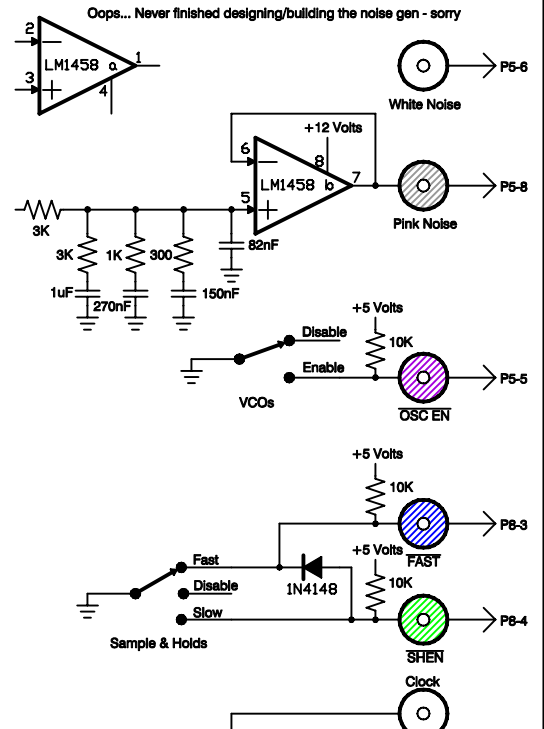 Oops... Never finished designing/building the noise gen - sorry
2
LM1458 a
1
3
4
P5-6
White Noise
+12 Volts
6
8
LM1458 b
7
P5-8
5
Pink Noise
3K
82nF
3K
1K
300
1uF
270nF
150nF
+5 Volts
Disable
10K
Enable
P5-5
VCOs
OSC EN
+5 Volts
10K
P8-3
Fast
+5 Volts
FAST
Disable
1N4148
10K
Slow
P8-4
Sample & Holds
SHEN
Clock